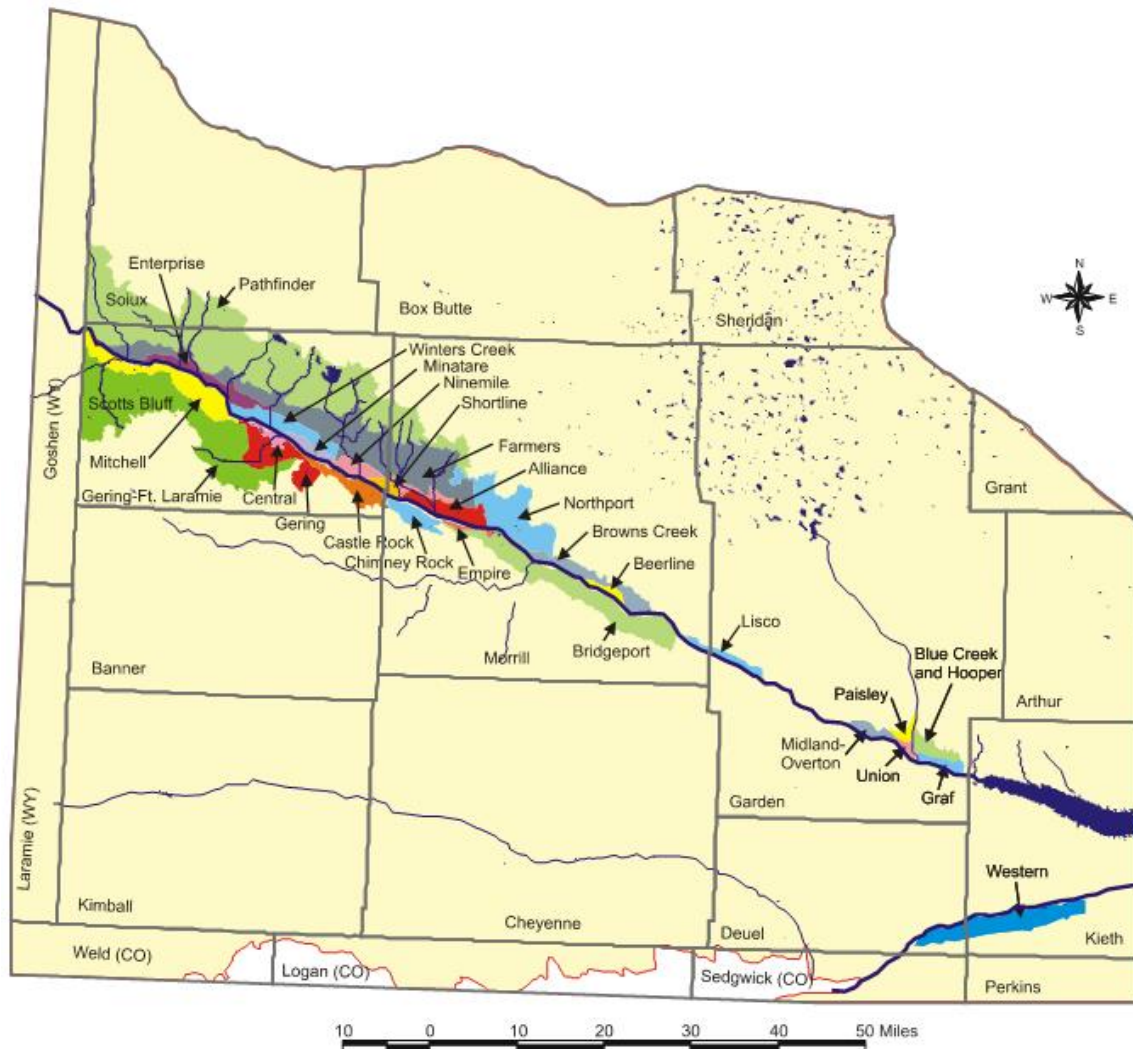 Enterprise
Pathfinder
Soiux
Box Butte
Sheridan
N
W
E
S
Winters Creek
Minatare
Ninemile
Shortline
Scotts Bluff
Goshen (WY)
Mitchell
Farmers
Alliance
Grant
Gering-Ft. Laramie
Central
Northport
Gering
Browns Creek
Castle Rock
Chimney Rock
Empire
Beerline
Lisco
Banner
Morrill
Bridgeport
Blue Creek
and Hooper
Paisley
Arthur
Midland-
Overton
Union
Graf
Garden
Laramie (WY)
Western
Kimball
Cheyenne
Deuel
Kieth
Weld (CO)
Logan (CO)
Sedgwick (CO)
Perkins
10 0 10 20 30 40 50 Miles